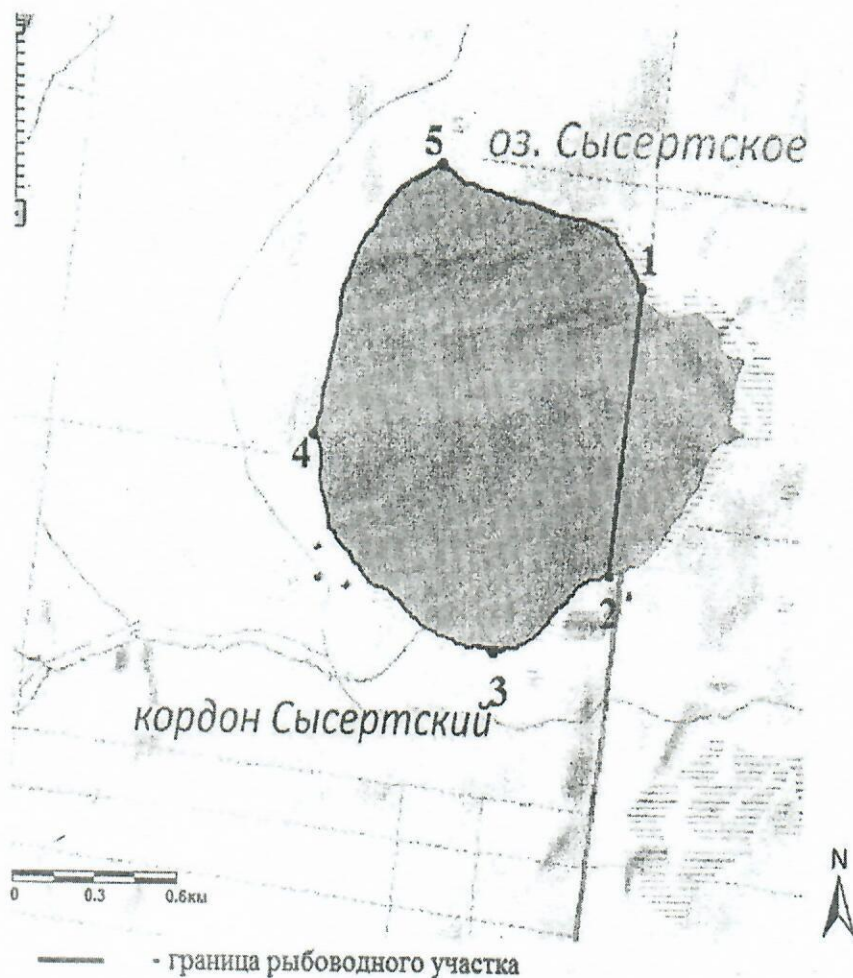 5 оз. Сысертское
1
4
2
3
кордон Сысертский
N
0 0.3 0.6км
- граница рыбоводного участка